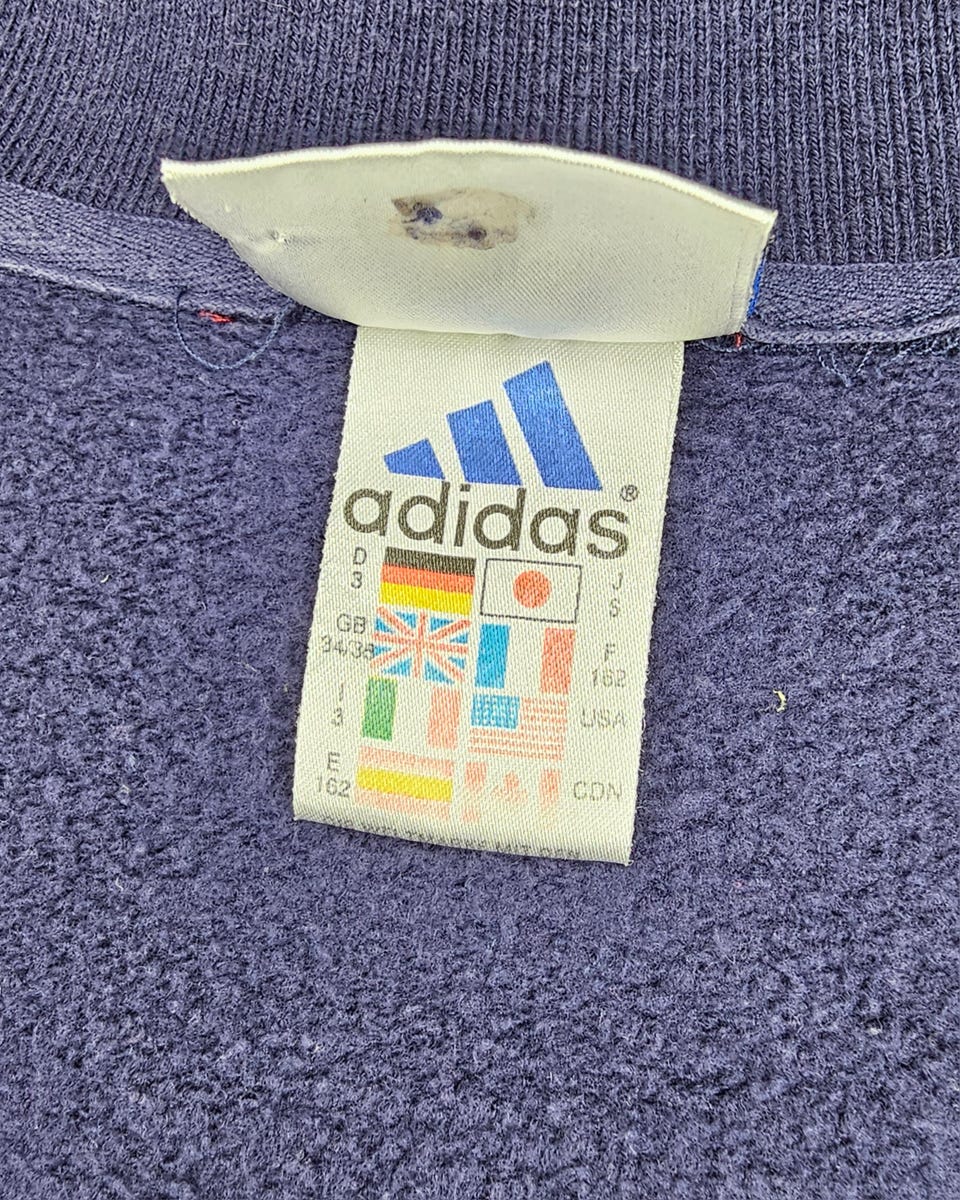 adidas®
D J
3 S
GB F
34/36 162
I USA
3
E CDN
162